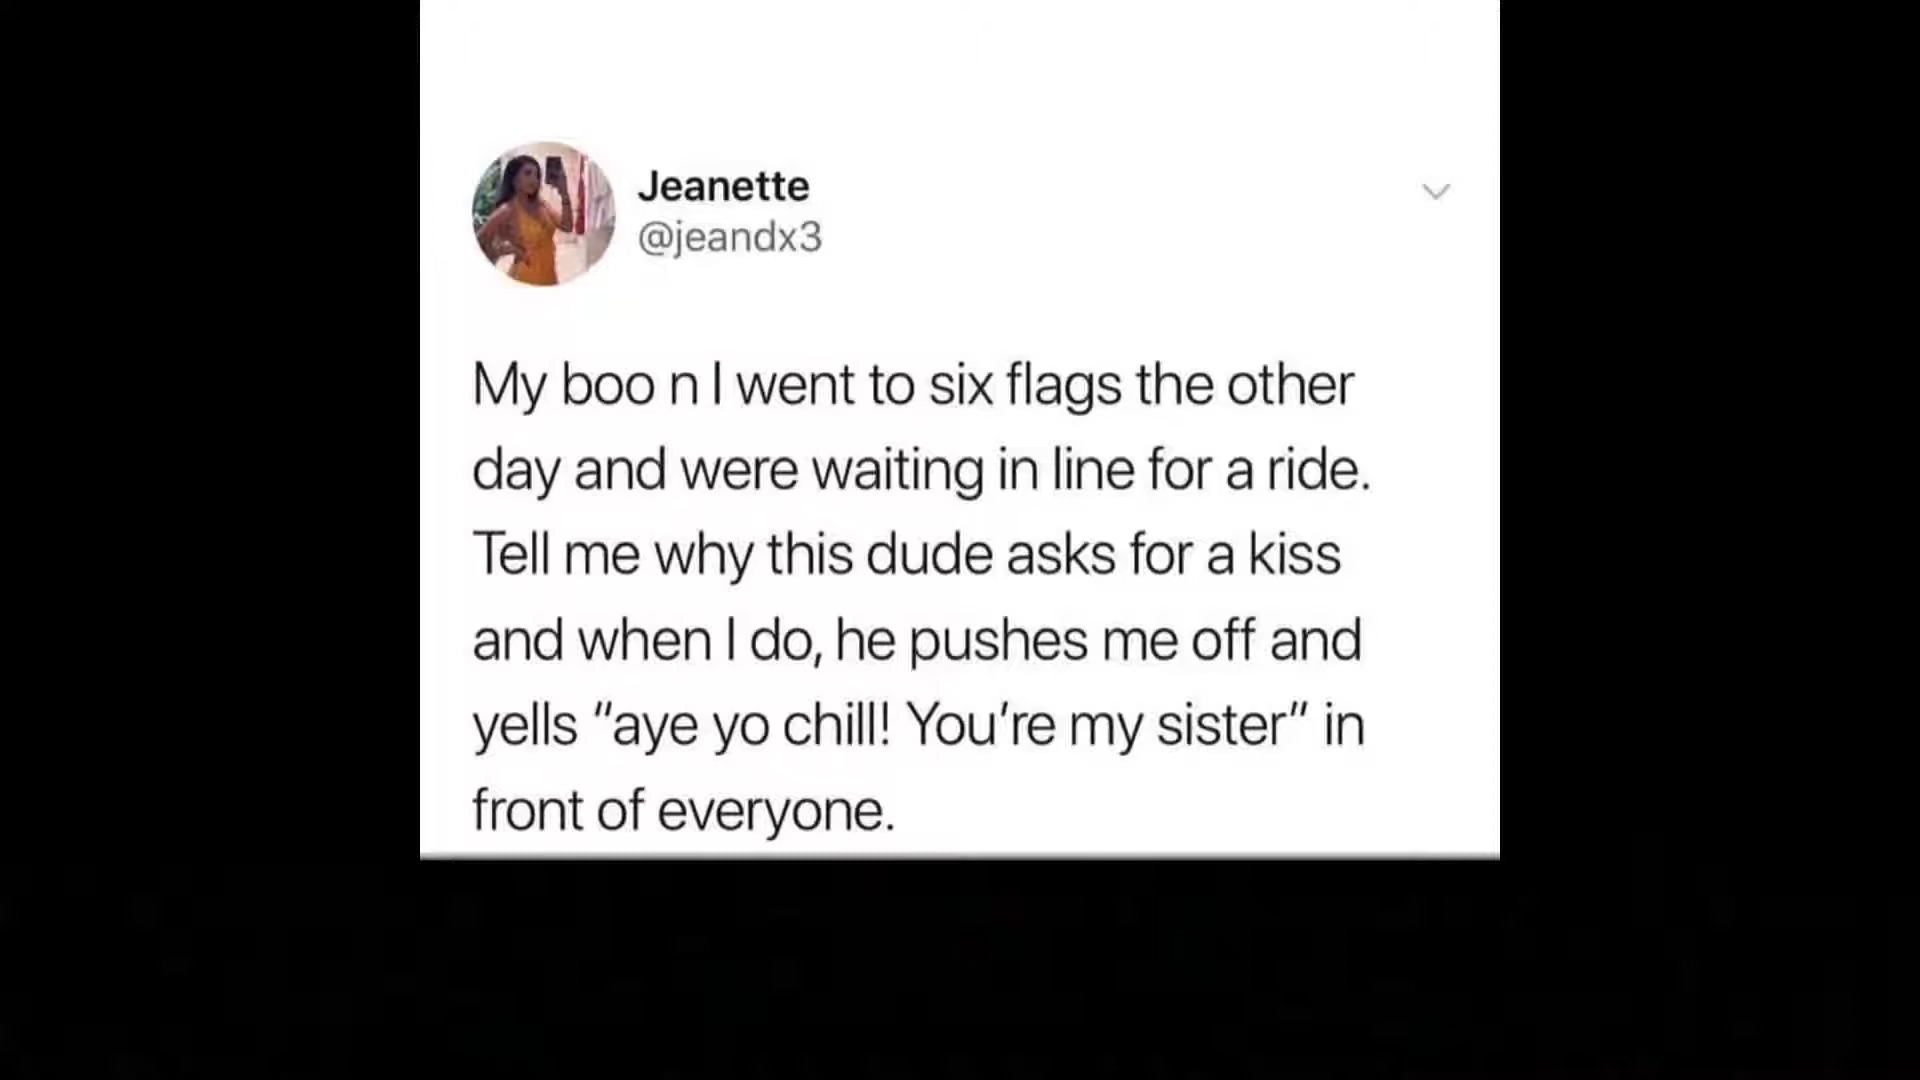 Jeanette
@jeandx3
My boo n I went to six flags the other
day and were waiting in line for a ride.
Tell me why this dude asks for a kiss
and when I do, he pushes me off and
yells “aye yo chill! You’re my sister” in
front of everyone.